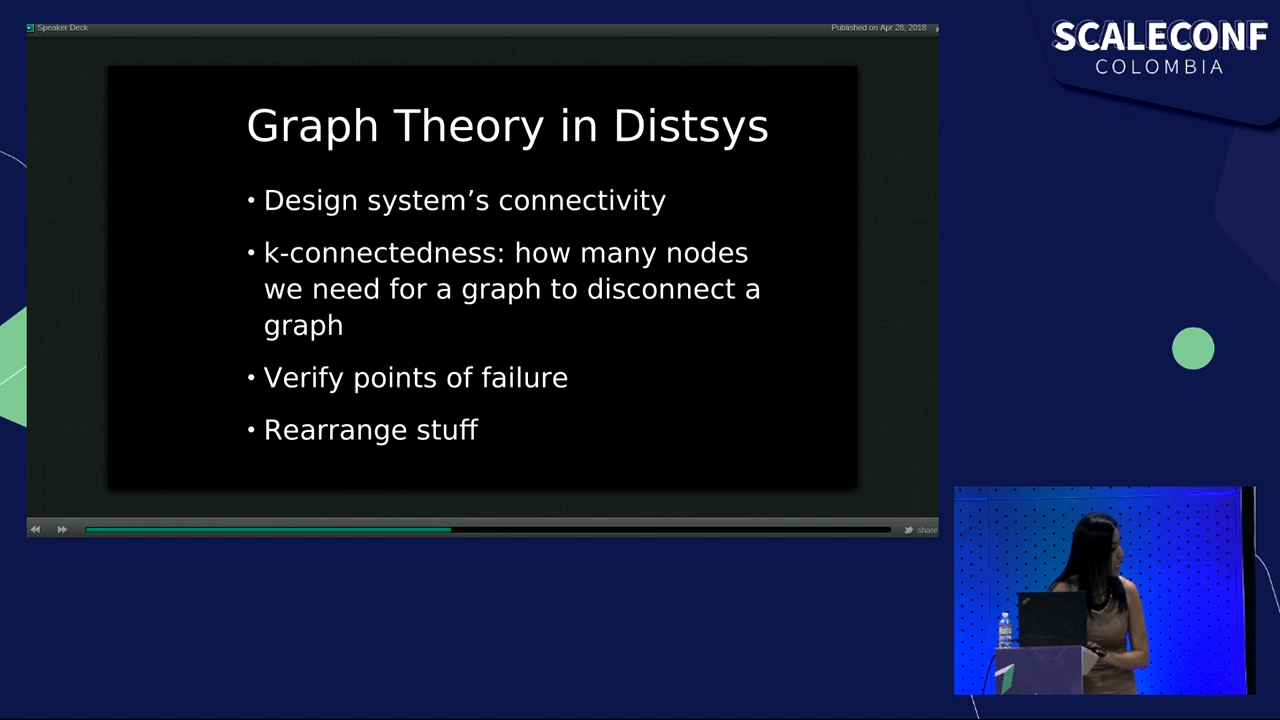 Speaker Deck
Published on Apr 28, 2018
SCALECONF
COLOMBIA
Graph Theory in Distsys
• Design system’s connectivity
• k-connectedness: how many nodes
we need for a graph to disconnect a
graph
• Verify points of failure
• Rearrange stuff
share